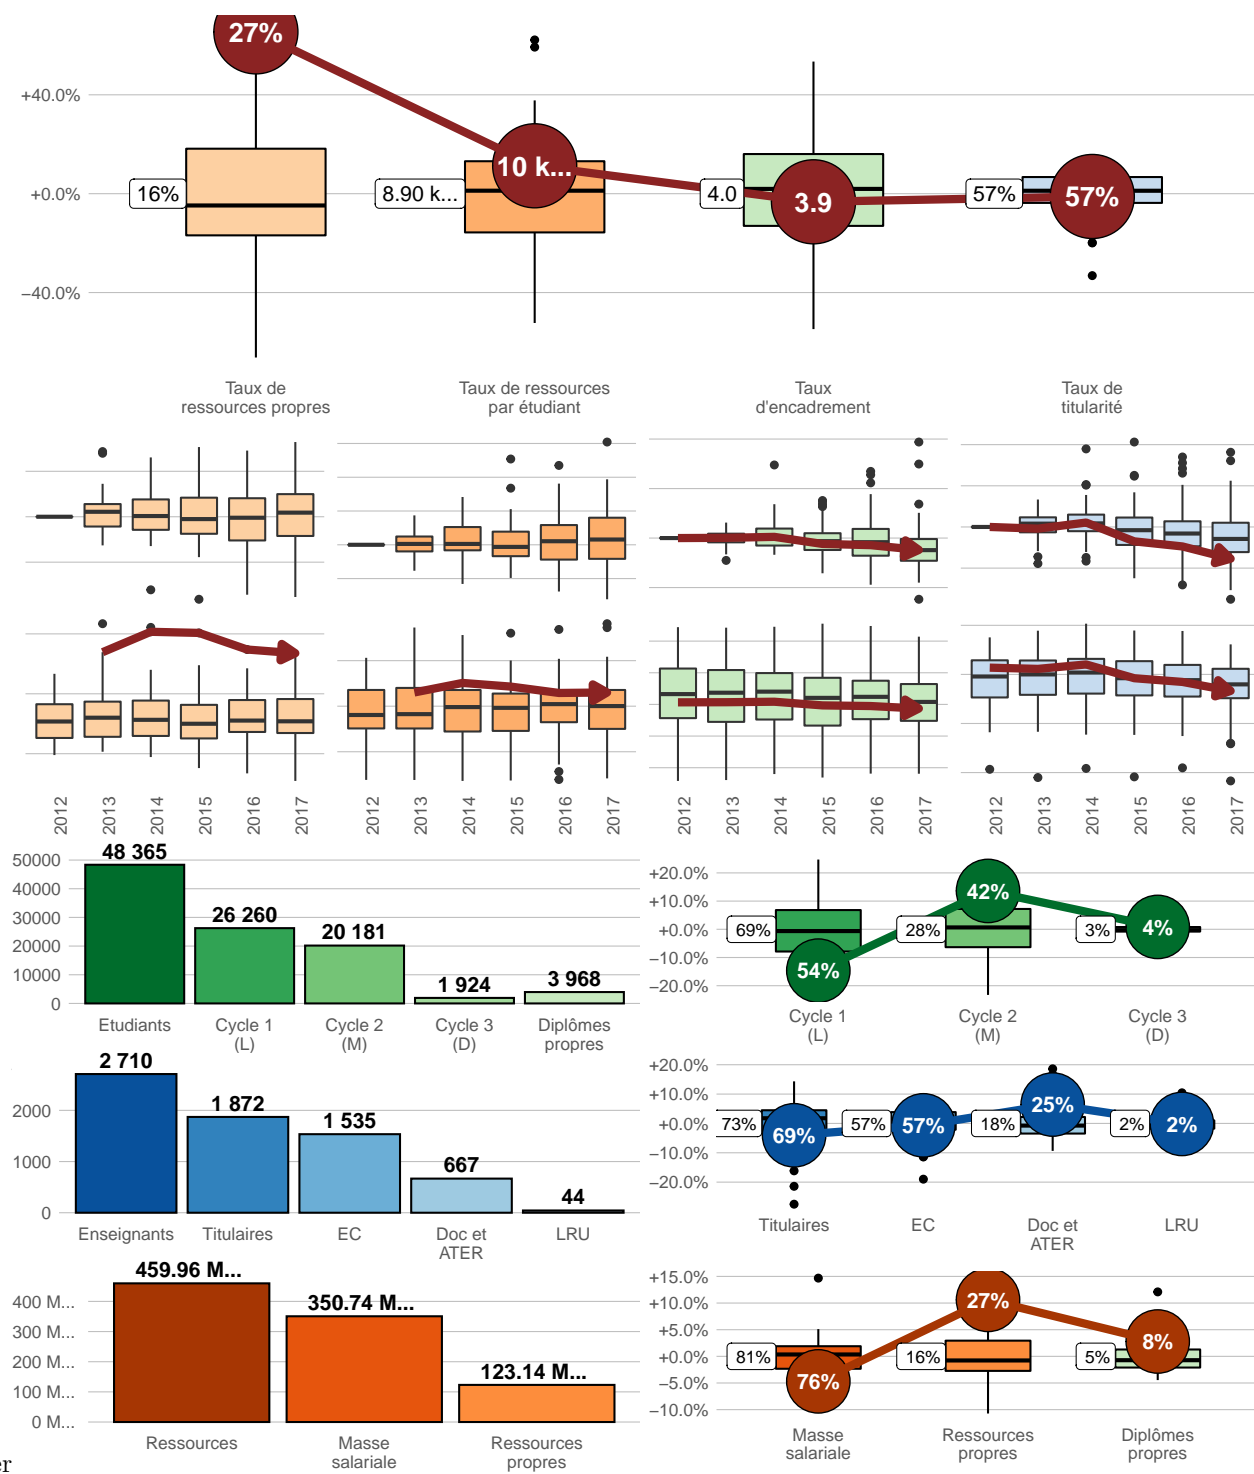 27%
+40.0%
10 k...
16%
8.90 k...
4.0
3.9
57%
57%
+0.0%
−40.0%
Taux de
ressources propres
Taux de ressources
par étudiant
Taux
d'encadrement
Taux de
titularité
2012
2013
2014
2015
2016
2017
2012
2013
2014
2015
2016
2017
2012
2013
2014
2015
2016
2017
2012
2013
2014
2015
2016
2017
50000
40000
30000
20000
10000
0
48 365
26 260
20 181
1 924
3 968
Etudiants
Cycle 1
(L)
Cycle 2
(M)
Cycle 3
(D)
Diplômes
propres
+20.0%
+10.0%
+0.0%
−10.0%
−20.0%
69%
54%
28%
42%
3%
4%
Cycle 1
(L)
Cycle 2
(M)
Cycle 3
(D)
2000
1000
0
2 710
1 872
1 535
667
44
Enseignants
Titulaires
EC
Doc et
ATER
LRU
+20.0%
+10.0%
+0.0%
−10.0%
−20.0%
73%
69%
57%
57%
18%
25%
2%
2%
Titulaires
EC
Doc et
ATER
LRU
400 M...
300 M...
200 M...
100 M...
0 M...
459.96 M...
350.74 M...
123.14 M...
Ressources
Masse
salariale
Ressources
propres
+15.0%
+10.0%
+5.0%
+0.0%
−5.0%
−10.0%
81%
76%
16%
27%
5%
8%
Masse
salariale
Ressources
propres
Diplômes
propres
er